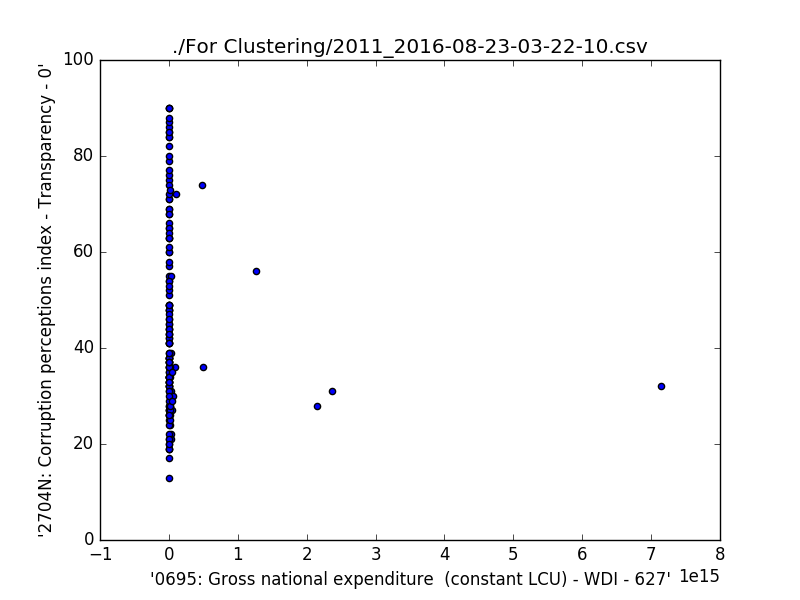 ./For Clustering/2011_2016-08-23-03-22-10.csv
100
80
60
40
20
0
'2704N: Corruption perceptions index - Transparency - 0'
−1 0 1 2 3 4 5 6 7 8
1e15
'0695: Gross national expenditure  (constant LCU) - WDI - 627'